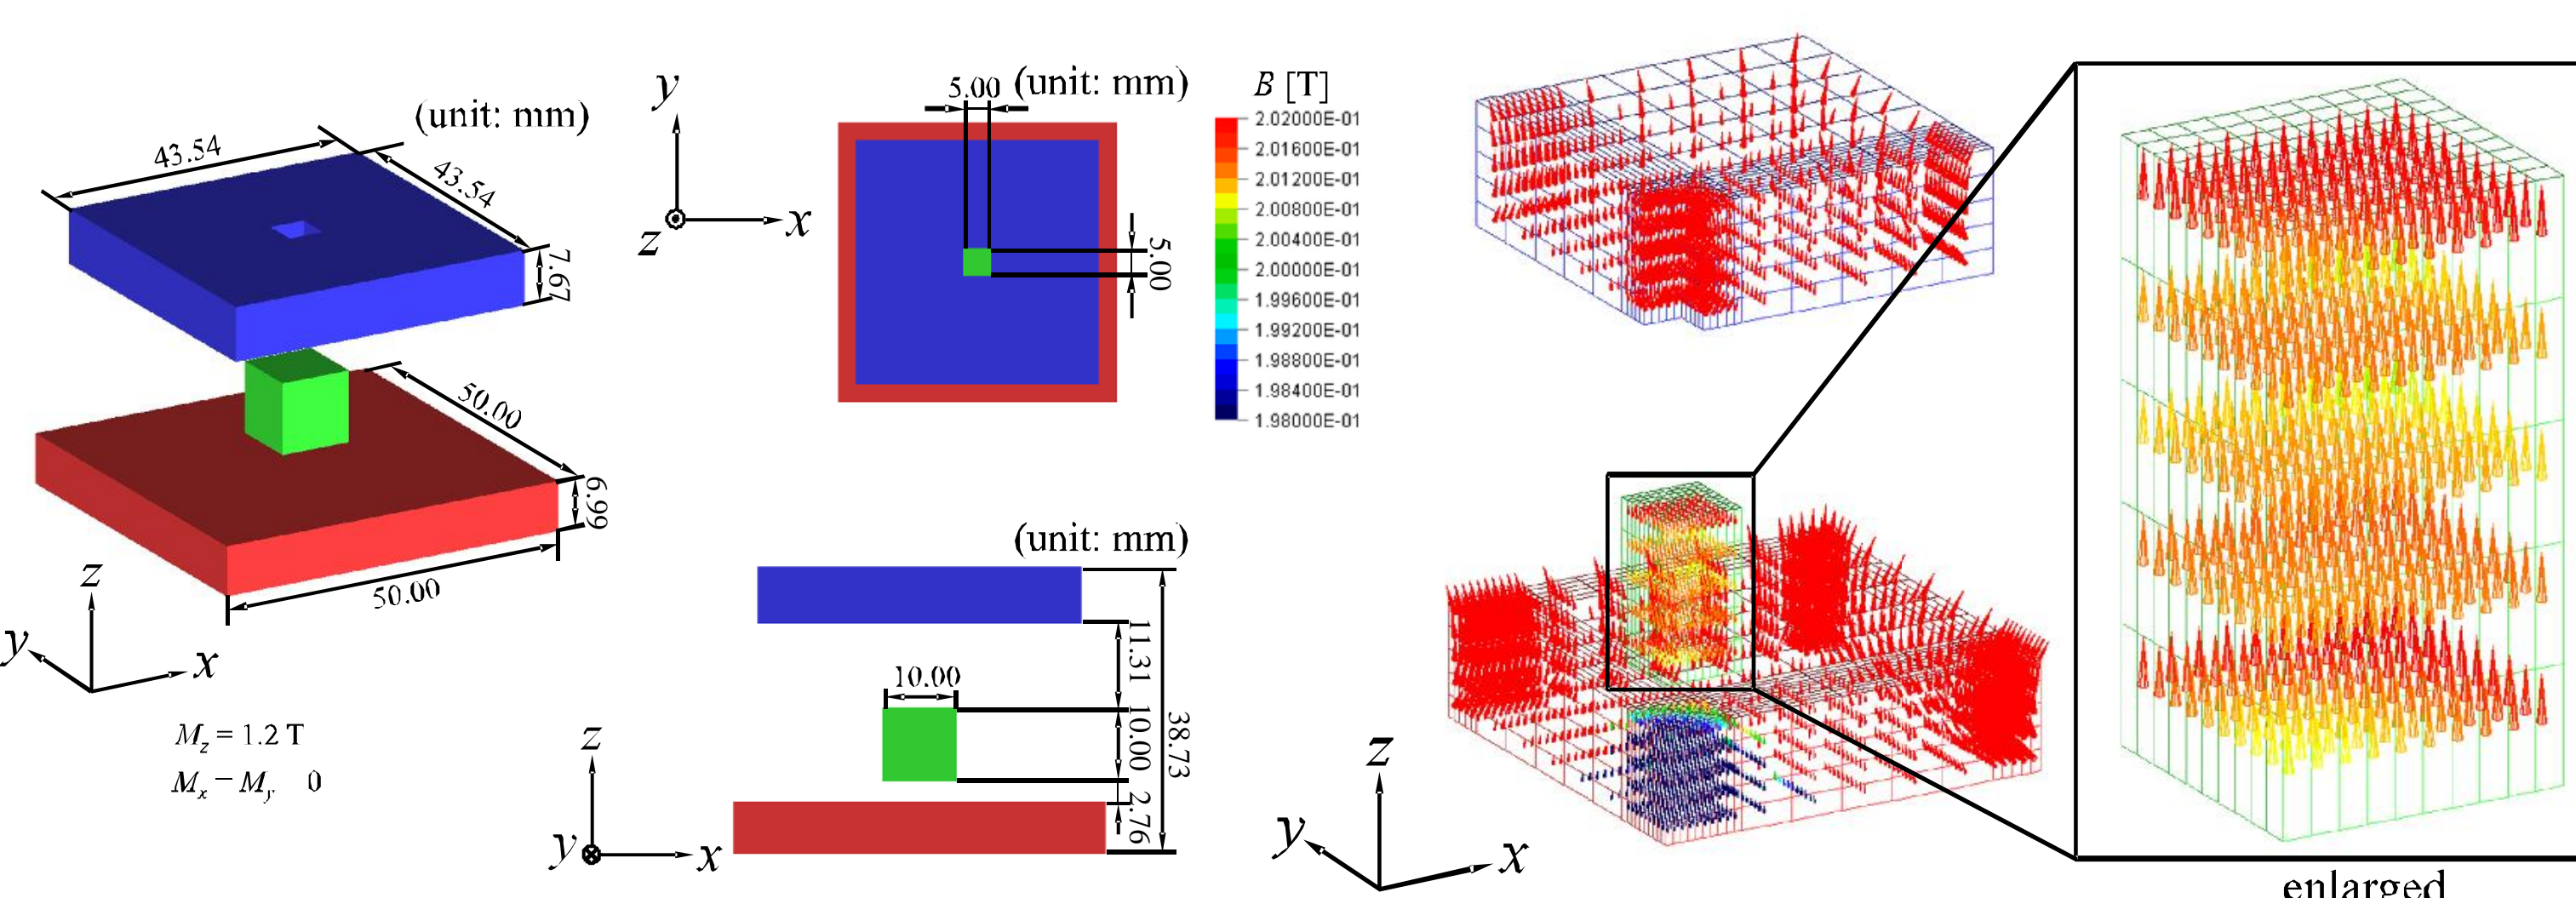 (unit: mm)
43.54
43.54
7.67
50.00
6.99
50.00
z
y
x
M_z = 1.2 T
M_x = M_y 0
y
x
z
5.00
(unit: mm)
5.00
B [T]
2.02000E-01
2.01600E-01
2.01200E-01
2.00800E-01
2.00400E-01
2.00000E-01
1.99600E-01
1.99200E-01
1.98800E-01
1.98400E-01
1.98000E-01
(unit: mm)
11.31
10.00
10.00
38.73
2.76
z
y
x
z
y
x
enlarged